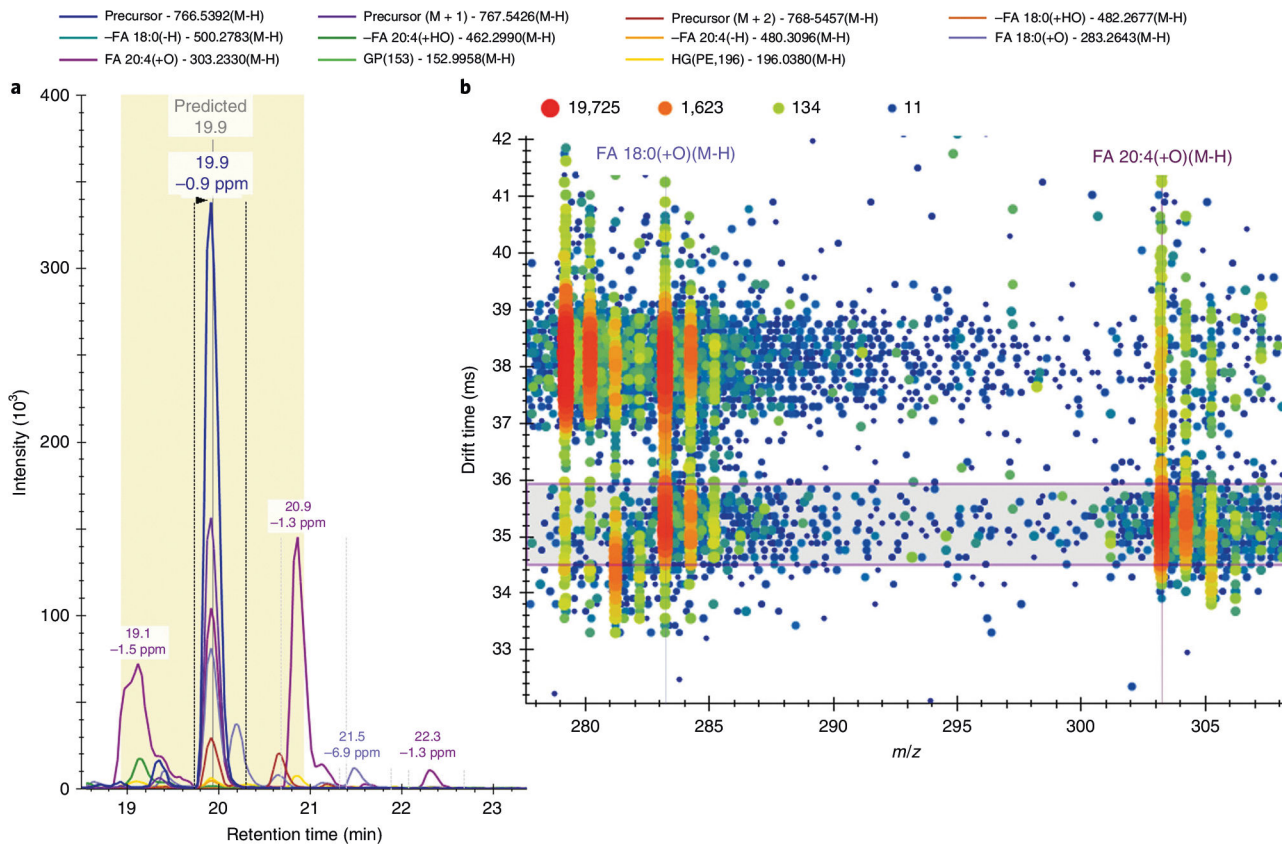 Precursor - 766.5392(M-H)
Precursor (M + 1) - 767.5426(M-H)
Precursor (M + 2) - 768-5457(M-H)
–FA 18:0(+HO) - 482.2677(M-H)
–FA 18:0(-H) - 500.2783(M-H)
–FA 20:4(+HO) - 462.2990(M-H)
–FA 20:4(-H) - 480.3096(M-H)
FA 18:0(+O) - 283.2643(M-H)
FA 20:4(+O) - 303.2330(M-H)
GP(153) - 152.9958(M-H)
HG(PE,196) - 196.0380(M-H)
a
400
300
200
100
0
Intensity (10³)
Predicted
19.9
19.9
–0.9 ppm
20.9
–1.3 ppm
19.1
–1.5 ppm
21.5
–6.9 ppm
22.3
–1.3 ppm
19
20
21
22
23
Retention time (min)
b
19,725
1,623
134
11
FA 18:0(+O)(M-H)
FA 20:4(+O)(M-H)
42
41
40
39
38
37
36
35
34
33
Drift time (ms)
280
285
290
295
300
305
m/z